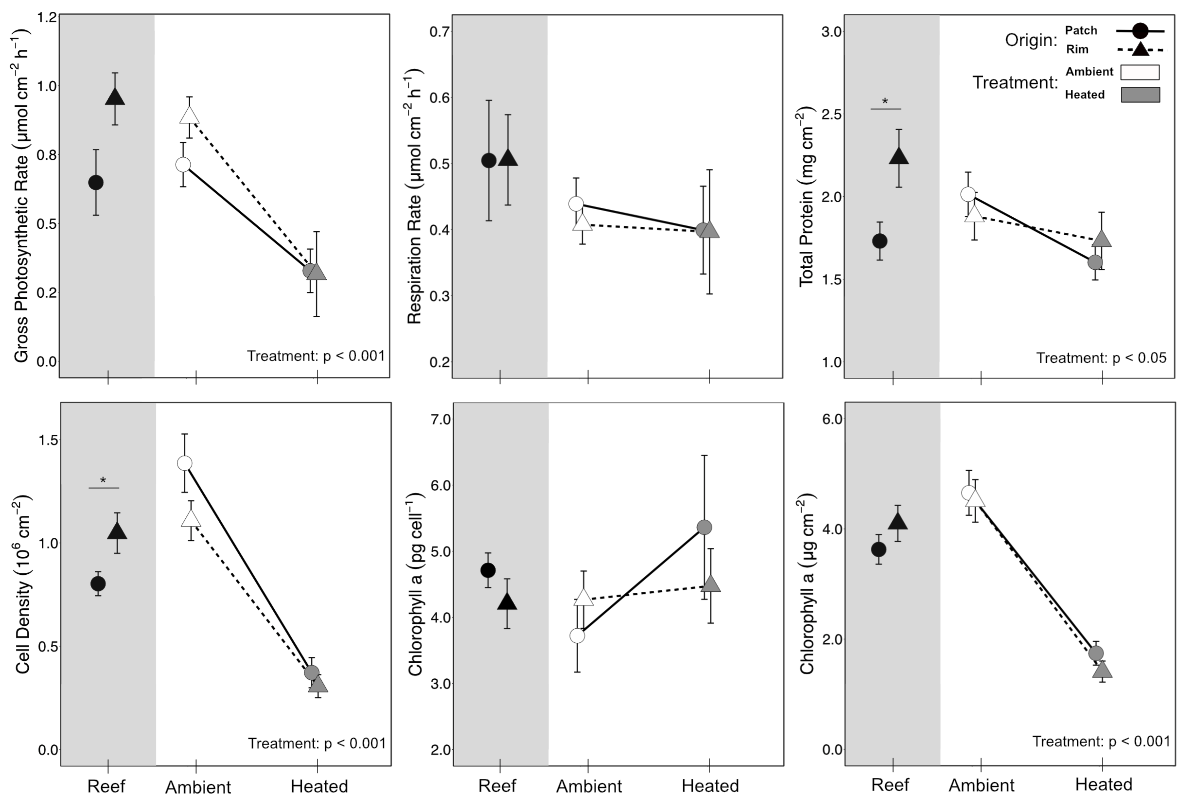 Gross Photosynthetic Rate (µmol cm⁻² h⁻¹)
1.2
1.0
0.8
0.5
0.2
0.0
Treatment: p < 0.001
Respiration Rate (µmol cm⁻² h⁻¹)
0.7
0.6
0.5
0.4
0.3
0.2
Total Protein (mg cm⁻²)
3.0
2.5
2.0
1.5
1.0
Origin:
Patch
Rim
Treatment:
Ambient
Heated
*
Treatment: p < 0.05
Cell Density (10⁶ cm⁻²)
1.5
1.0
0.5
0.0
*
Treatment: p < 0.001
Reef Ambient Heated
Chlorophyll a (pg cell⁻¹)
7.0
6.0
5.0
4.0
3.0
2.0
Reef Ambient Heated
Chlorophyll a (µg cm⁻²)
6.0
4.0
2.0
0.0
Treatment: p < 0.001
Reef Ambient Heated